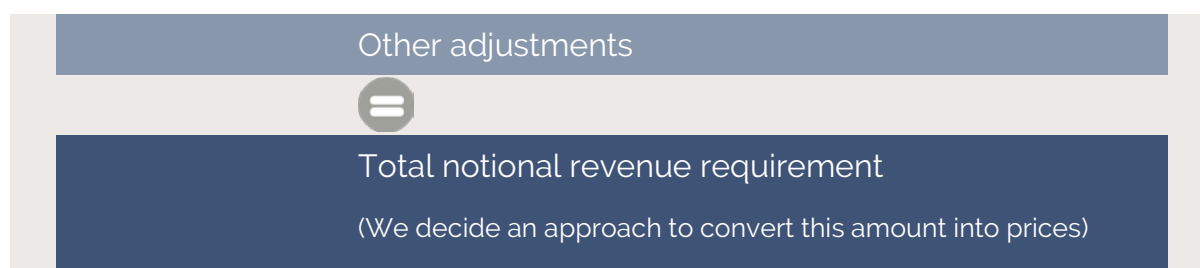 Other adjustments
=
Total notional revenue requirement
(We decide an approach to convert this amount into prices)